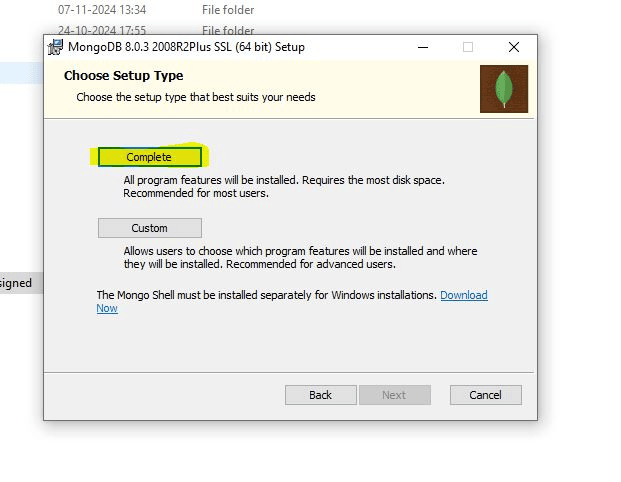 07-11-2024 13:34 File folder
24-10-2024 17:55 File folder
MongoDB 8.0.3 2008R2Plus SSL (64 bit) Setup
Choose Setup Type
Choose the setup type that best suits your needs
Complete
All program features will be installed. Requires the most disk space.
Recommended for most users.
Custom
Allows users to choose which program features will be installed and where
they will be installed. Recommended for advanced users.
signed
The Mongo Shell must be installed separately for Windows installations. Download
Now
Back Next Cancel